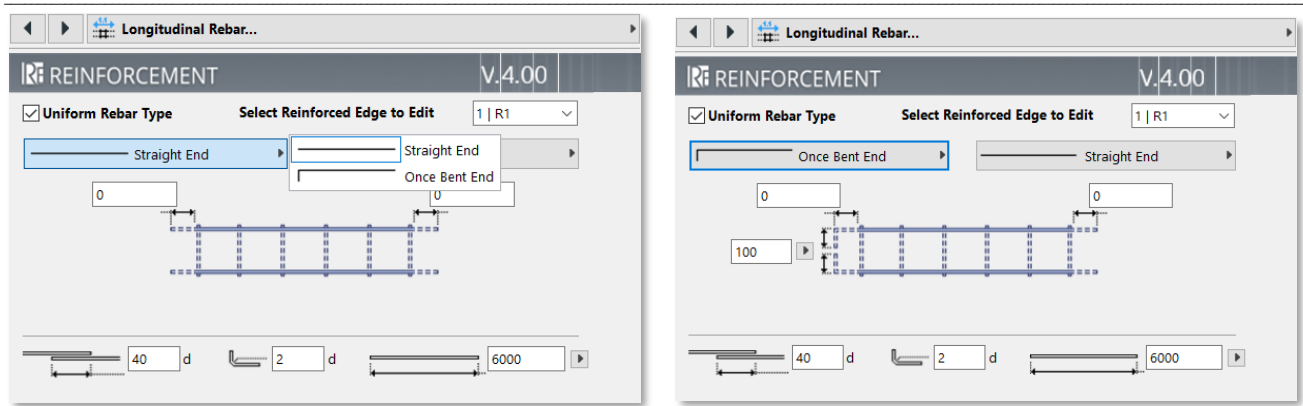 Longitudinal Rebar...
REINFORCEMENT V.4.00
Uniform Rebar Type Select Reinforced Edge to Edit 1 | R1
Straight End Straight End
Once Bent End
0 0
40 d 2 d 6000
Longitudinal Rebar...
REINFORCEMENT V.4.00
Uniform Rebar Type Select Reinforced Edge to Edit 1 | R1
Once Bent End Straight End
0 0
100
40 d 2 d 6000